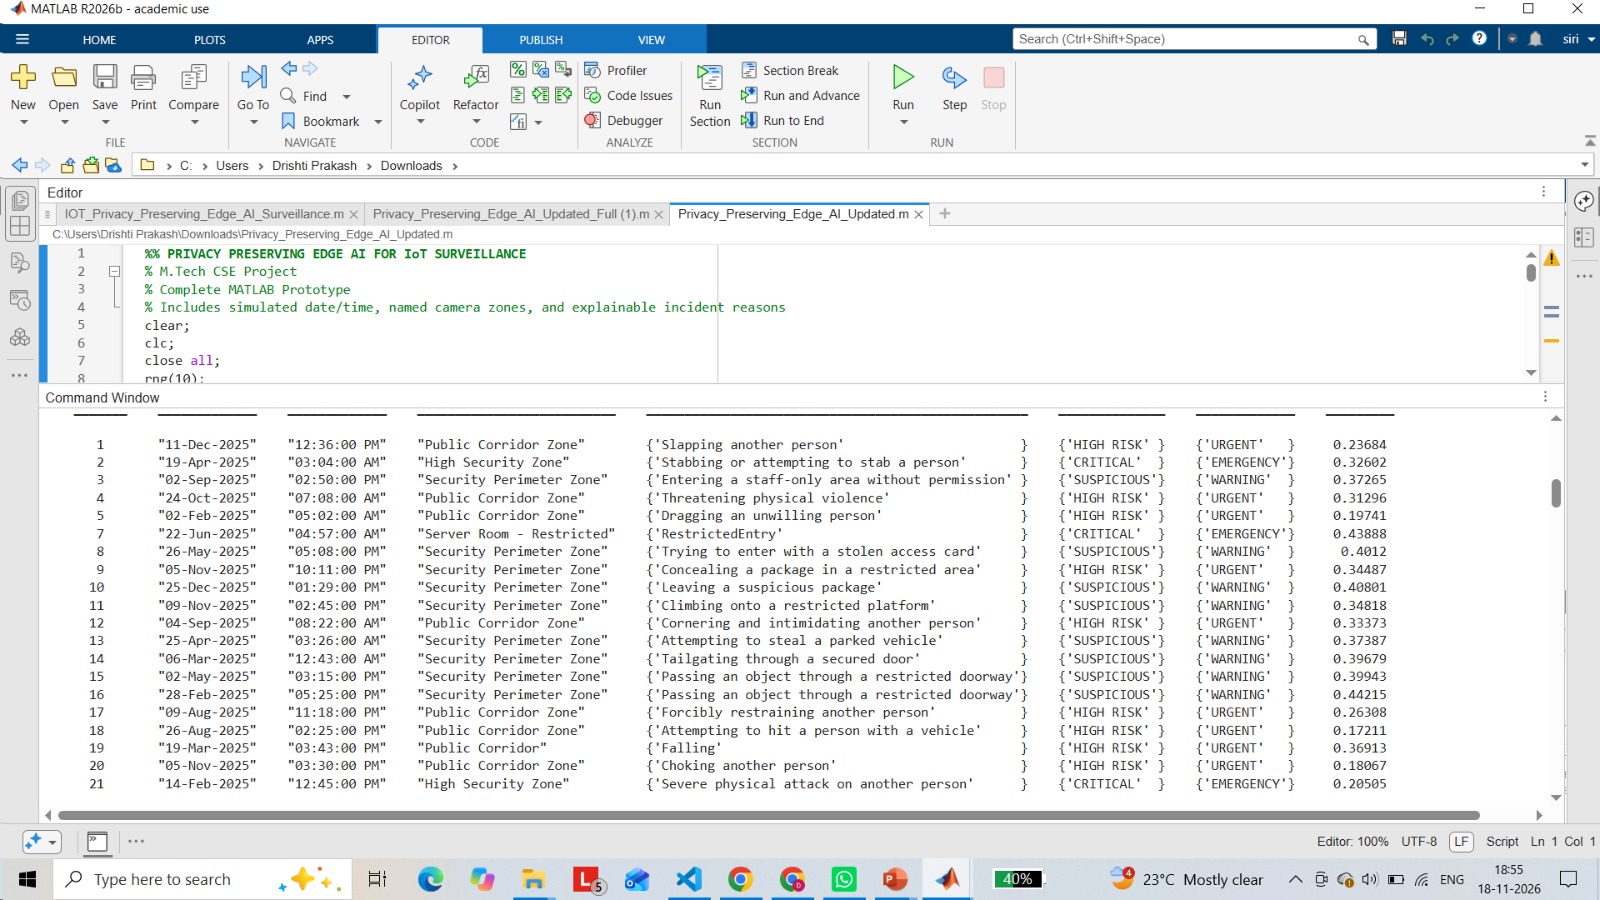 MATLAB R2026b - academic use
HOME PLOTS APPS EDITOR PUBLISH VIEW Search (Ctrl+Shift+Space) siri
New Open Save Print Compare Go To Find Bookmark Copilot Refactor Profiler Code Issues Debugger Run Section Section Break Run and Advance Run to End Run Step Stop
FILE NAVIGATE CODE ANALYZE SECTION RUN
C: Users Drishti Prakash Downloads
Editor
IOT_Privacy_Preserving_Edge_AI_Surveillance.m Privacy_Preserving_Edge_AI_Updated_Full (1).m Privacy_Preserving_Edge_AI_Updated.m
C:\Users\Drishti Prakash\Downloads\Privacy_Preserving_Edge_AI_Updated.m
1 %% PRIVACY PRESERVING EDGE AI FOR IoT SURVEILLANCE
2 % M.Tech CSE Project
3 % Complete MATLAB Prototype
4 % Includes simulated date/time, named camera zones, and explainable incident reasons
5 clear;
6 clc;
7 close all;
8 rng(10);
Command Window
1 "11-Dec-2025" "12:36:00 PM" "Public Corridor Zone" {'Slapping another person' } {'HIGH RISK' } {'URGENT' } 0.23684
2 "19-Apr-2025" "03:04:00 AM" "High Security Zone" {'Stabbing or attempting to stab a person' } {'CRITICAL' } {'EMERGENCY'} 0.32602
3 "02-Sep-2025" "02:50:00 PM" "Security Perimeter Zone" {'Entering a staff-only area without permission' } {'SUSPICIOUS'} {'WARNING' } 0.37265
4 "24-Oct-2025" "07:08:00 AM" "Public Corridor Zone" {'Threatening physical violence' } {'HIGH RISK' } {'URGENT' } 0.31296
5 "02-Feb-2025" "05:02:00 AM" "Public Corridor Zone" {'Dragging an unwilling person' } {'HIGH RISK' } {'URGENT' } 0.19741
7 "22-Jun-2025" "04:57:00 AM" "Server Room - Restricted" {'RestrictedEntry' } {'CRITICAL' } {'EMERGENCY'} 0.43888
8 "26-May-2025" "05:08:00 PM" "Security Perimeter Zone" {'Trying to enter with a stolen access card' } {'SUSPICIOUS'} {'WARNING' } 0.4012
9 "05-Nov-2025" "10:11:00 PM" "Security Perimeter Zone" {'Concealing a package in a restricted area' } {'HIGH RISK' } {'URGENT' } 0.34487
10 "25-Dec-2025" "01:29:00 PM" "Security Perimeter Zone" {'Leaving a suspicious package' } {'SUSPICIOUS'} {'WARNING' } 0.40801
11 "09-Nov-2025" "02:45:00 PM" "Security Perimeter Zone" {'Climbing onto a restricted platform' } {'SUSPICIOUS'} {'WARNING' } 0.34818
12 "04-Sep-2025" "08:22:00 AM" "Public Corridor Zone" {'Cornering and intimidating another person' } {'HIGH RISK' } {'URGENT' } 0.33373
13 "25-Apr-2025" "03:26:00 AM" "Security Perimeter Zone" {'Attempting to steal a parked vehicle' } {'SUSPICIOUS'} {'WARNING' } 0.37387
14 "06-Mar-2025" "12:43:00 AM" "Security Perimeter Zone" {'Tailgating through a secured door' } {'SUSPICIOUS'} {'WARNING' } 0.39679
15 "02-May-2025" "03:15:00 PM" "Security Perimeter Zone" {'Passing an object through a restricted doorway'} {'SUSPICIOUS'} {'WARNING' } 0.39943
16 "28-Feb-2025" "05:25:00 PM" "Security Perimeter Zone" {'Passing an object through a restricted doorway'} {'SUSPICIOUS'} {'WARNING' } 0.44215
17 "09-Aug-2025" "11:18:00 PM" "Public Corridor Zone" {'Forcibly restraining another person' } {'HIGH RISK' } {'URGENT' } 0.26308
18 "26-Aug-2025" "02:25:00 PM" "Public Corridor Zone" {'Attempting to hit a person with a vehicle' } {'HIGH RISK' } {'URGENT' } 0.17211
19 "19-Mar-2025" "03:43:00 PM" "Public Corridor" {'Falling' } {'HIGH RISK' } {'URGENT' } 0.36913
20 "05-Nov-2025" "03:30:00 PM" "Public Corridor Zone" {'Choking another person' } {'HIGH RISK' } {'URGENT' } 0.18067
21 "14-Feb-2025" "12:45:00 PM" "High Security Zone" {'Severe physical attack on another person' } {'CRITICAL' } {'EMERGENCY'} 0.20505
Editor: 100% UTF-8 LF Script Ln 1 Col 1
Type here to search 40% 23°C Mostly clear ENG 18:55
18-11-2026